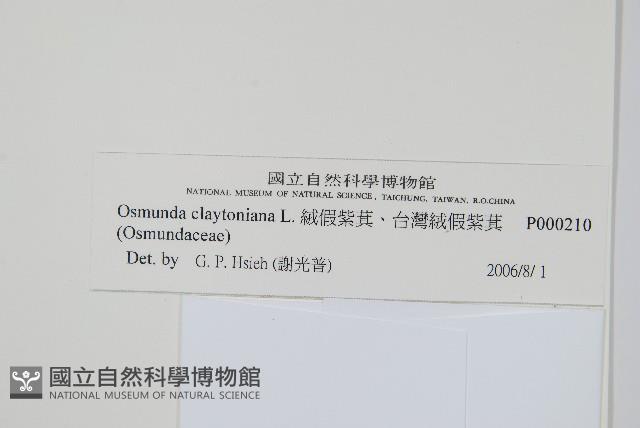 國立自然科學博物館
NATIONAL MUSEUM OF NATURAL SCIENCE, TAICHUNG, TAIWAN, R.O.CHINA
Osmunda claytoniana L. 絨假紫萁、台灣絨假紫萁 P000210
(Osmundaceae)
Det. by G. P. Hsieh (謝光普) 2006/8/ 1
國立自然科學博物館
NATIONAL MUSEUM OF NATURAL SCIENCE